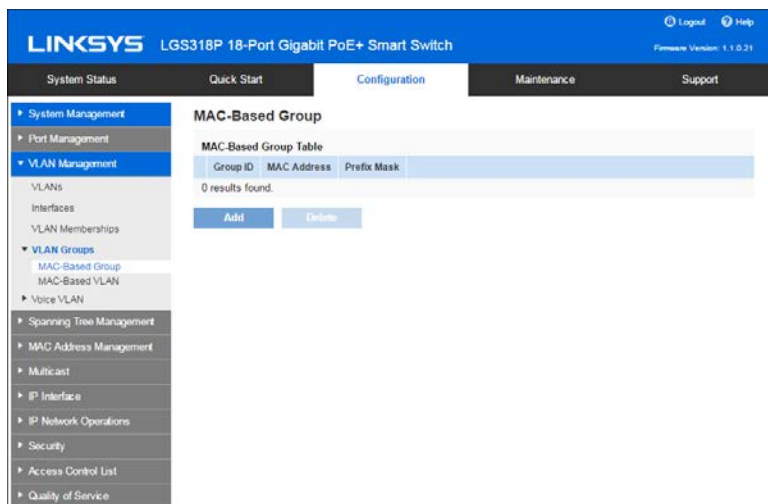 Logout Help
LINKSYS LGS318P 18-Port Gigabit PoE+ Smart Switch
Firmware Version: 1.1.0.21
System Status Quick Start Configuration Maintenance Support
System Management
Port Management
VLAN Management
VLANs
Interfaces
VLAN Memberships
VLAN Groups
MAC-Based Group
MAC-Based VLAN
Voice VLAN
Spanning Tree Management
MAC Address Management
Multicast
IP Interface
IP Network Operations
Security
Access Control List
Quality of Service
MAC-Based Group
MAC-Based Group Table
Group ID MAC Address Prefix Mask
0 results found.
Add Delete